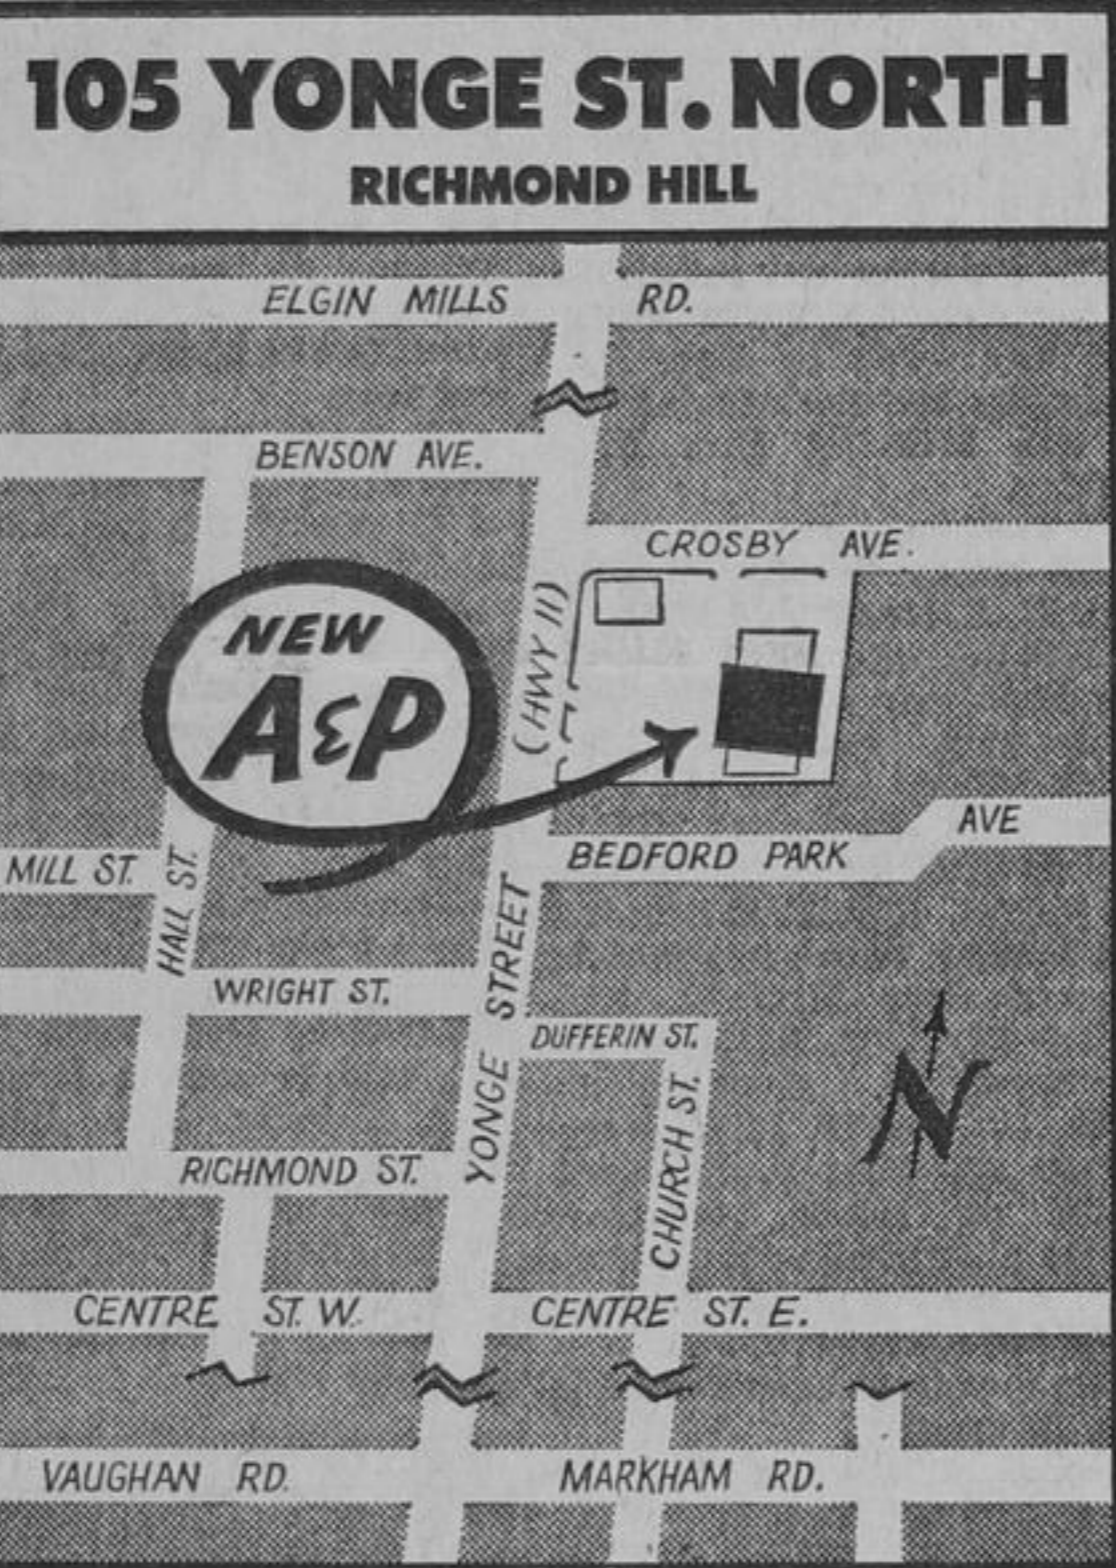 105 YONGE ST. NORTH
RICHMOND HILL
ELGIN MILLS RD.
BENSON AVE.
CROSBY AVE.
(HWY 11)
NEW
A&P
AVE
BEDFORD PARK
MILL ST.
HALL ST.
WRIGHT ST.
YONGE STREET
DUFFERIN ST.
CHURCH ST.
N
RICHMOND ST.
CENTRE ST. W.
CENTRE ST. E.
VAUGHAN RD.
MARKHAM RD.